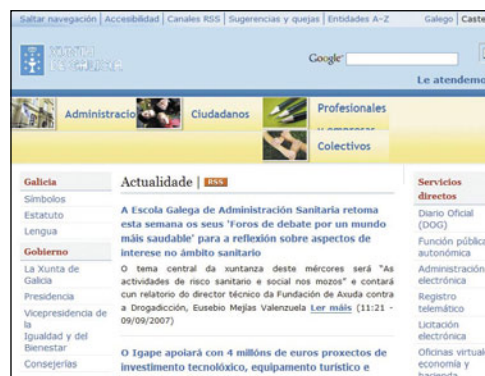 Saltar navegación | Accesibilidad | Canales RSS | Sugerencias y quejas | Entidades A-Z
Galego | Caste
XUNTA
DE GALICIA
Google
Le atendemo
Administracio
Ciudadanos
Profesionales
y empresas
Colectivos
Galicia
Símbolos
Estatuto
Lengua
Gobierno
La Xunta de
Galicia
Presidencia
Vicepresidencia de
la
Igualdad y del
Bienestar
Consejerías
Actualidade | RSS
A Escola Galega de Administración Sanitaria retoma
esta semana os seus 'Foros de debate por un mundo
máis saudable' para a reflexión sobre aspectos de
interese no ámbito sanitario
O tema central da xuntanza deste mércores será "As
actividades de risco sanitario e social nos mozos" e contará
cun relatorio do director técnico da Fundación de Axuda contra
a Drogadicción, Eusebio Mejías Valenzuela Ler máis (11:21 -
09/09/2007)
O Igape apoiará con 4 millóns de euros proxectos de
investimento tecnolóxico, equipamento turístico e
Servicios
directos
Diario Oficial
(DOG)
Función pública
autonómica
Administración
electrónica
Registro
telemático
Licitación
electrónica
Oficinas virtual
economía y
hacienda